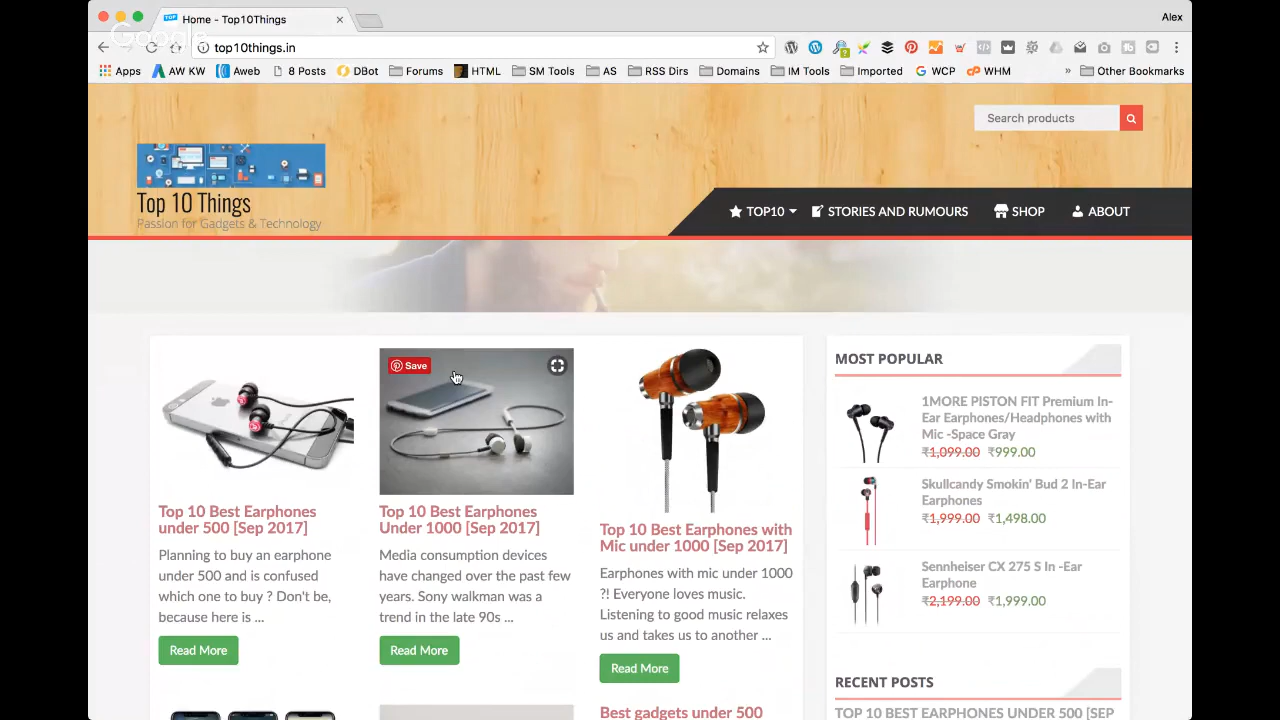 Home - Top10Things
Alex
Google
top10things.in
Apps AW KW Aweb 8 Posts DBot Forums HTML SM Tools AS RSS Dirs Domains IM Tools Imported WCP WHM » Other Bookmarks
Search products
Top 10 Things
Passion for Gadgets & Technology
TOP10 STORIES AND RUMOURS SHOP ABOUT
Save
Top 10 Best Earphones
under 500 [Sep 2017]
Planning to buy an earphone
under 500 and is confused
which one to buy ? Don't be,
because here is ...
Read More
Top 10 Best Earphones
Under 1000 [Sep 2017]
Media consumption devices
have changed over the past few
years. Sony walkman was a
trend in the late 90s ...
Read More
Top 10 Best Earphones with
Mic under 1000 [Sep 2017]
Earphones with mic under 1000
?! Everyone loves music.
Listening to good music relaxes
us and takes us to another ...
Read More
Best gadgets under 500
MOST POPULAR
1MORE PISTON FIT Premium In-
Ear Earphones/Headphones with
Mic -Space Gray
₹1,099.00 ₹999.00
Skullcandy Smokin' Bud 2 In-Ear
Earphones
₹1,999.00 ₹1,498.00
Sennheiser CX 275 S In -Ear
Earphone
₹2,199.00 ₹1,999.00
RECENT POSTS
TOP 10 BEST EARPHONES UNDER 500 [SEP